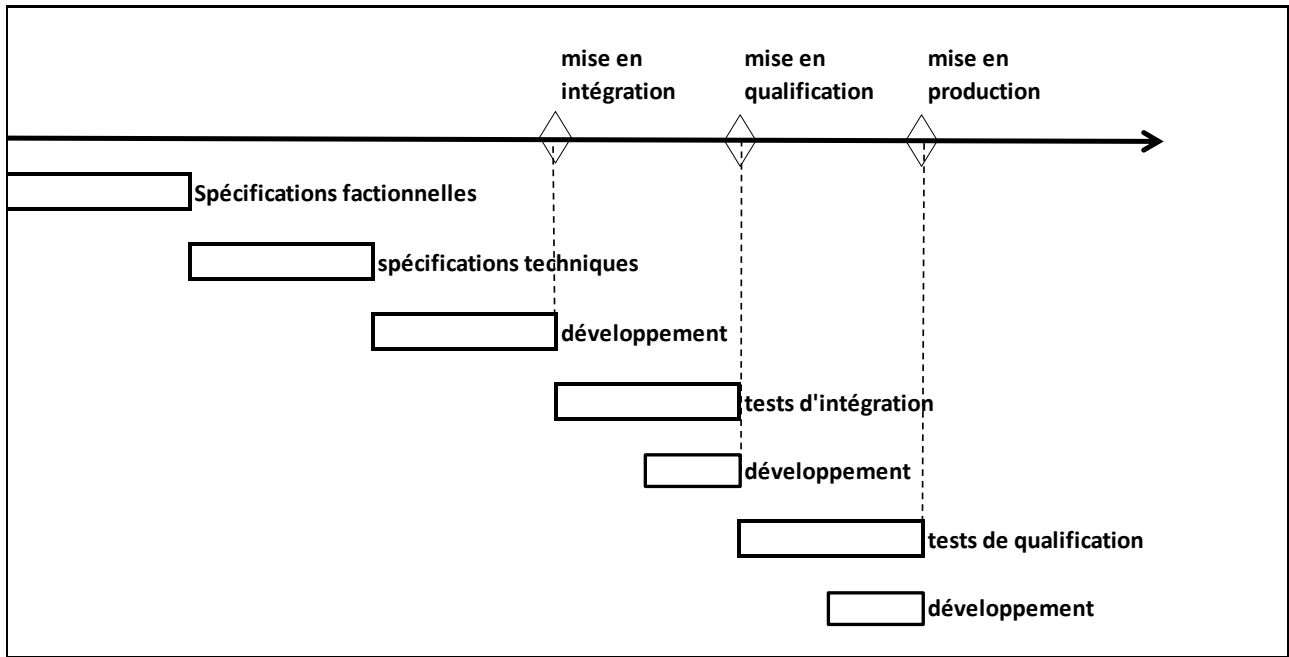 mise en
intégration
mise en
qualification
mise en
production
Spécifications factionnelles
spécifications techniques
développement
tests d'intégration
développement
tests de qualification
développement